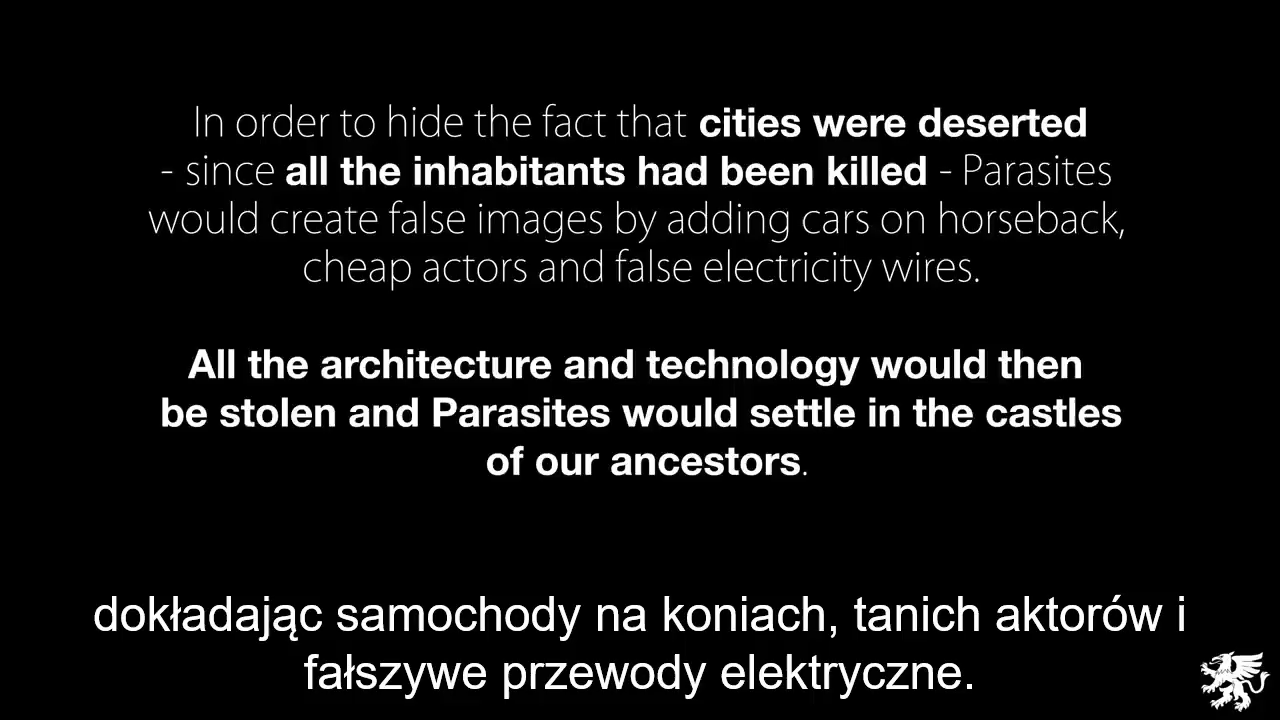 In order to hide the fact that cities were deserted
- since all the inhabitants had been killed - Parasites
would create false images by adding cars on horseback,
cheap actors and false electricity wires.
All the architecture and technology would then
be stolen and Parasites would settle in the castles
of our ancestors.
dokładając samochody na koniach, tanich aktorów i
fałszywe przewody elektryczne.